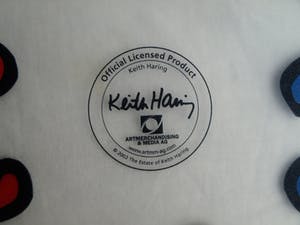 Official Licensed Product
Keith Haring
Keith Haring
ARTMERCHANDISING
& MEDIA AG
www.artmm-ag.com
© 2002 The Estate of Keith Haring